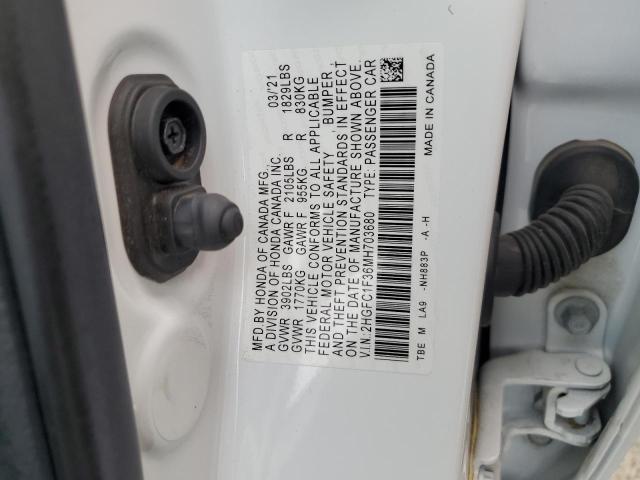 MFD. BY HONDA OF CANADA MFG.,
A DIVISION OF HONDA CANADA INC. 03/'21
GVWR 3902LBS GAWR F 2105LBS R 1829LBS
GVWR 1770KG GAWR F 955KG R 830KG
THIS VEHICLE CONFORMS TO ALL APPLICABLE
FEDERAL MOTOR VEHICLE SAFETY, BUMPER
AND THEFT PREVENTION STANDARDS IN EFFECT
ON THE DATE OF MANUFACTURE SHOWN ABOVE.
V.I.N.:2HGFC1F36MH703680 TYPE: PASSENGER CAR
TBE M LA9 -NH883P -A -H
MADE IN CANADA